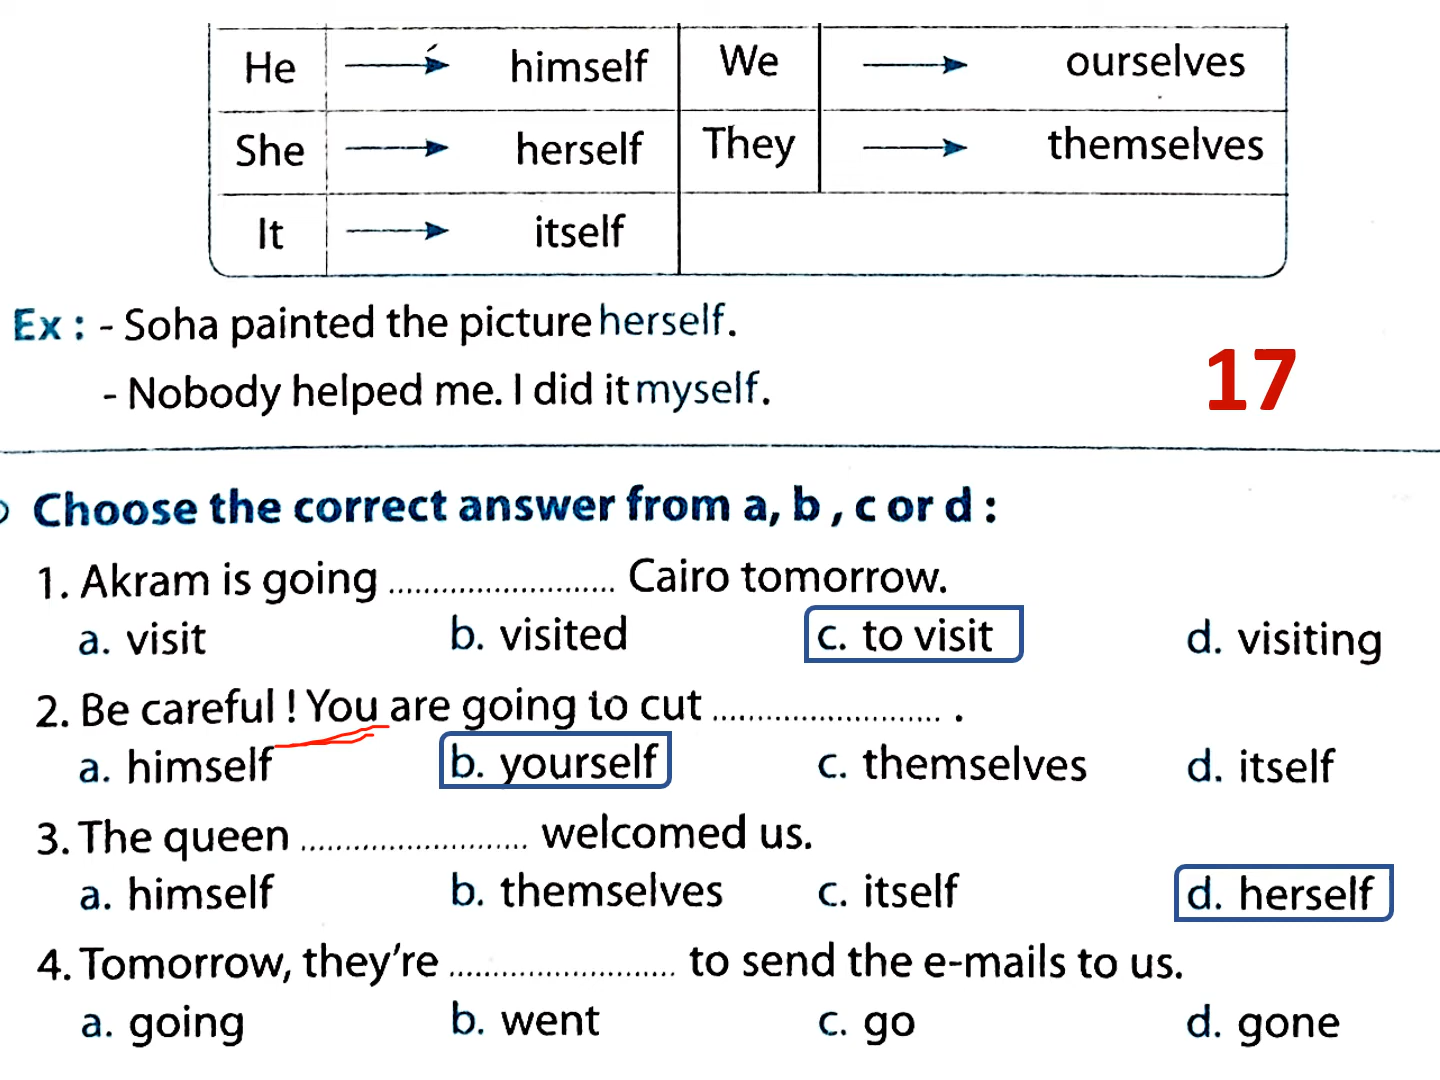 He → himself We → ourselves
She → herself They → themselves
It → itself
Ex : - Soha painted the picture herself.
- Nobody helped me. I did it myself.
17
Choose the correct answer from a, b , c or d :
1. Akram is going ........................ Cairo tomorrow.
a. visit b. visited c. to visit d. visiting
2. Be careful ! You are going to cut ........................ .
a. himself b. yourself c. themselves d. itself
3. The queen ........................ welcomed us.
a. himself b. themselves c. itself d. herself
4. Tomorrow, they’re ........................ to send the e-mails to us.
a. going b. went c. go d. gone